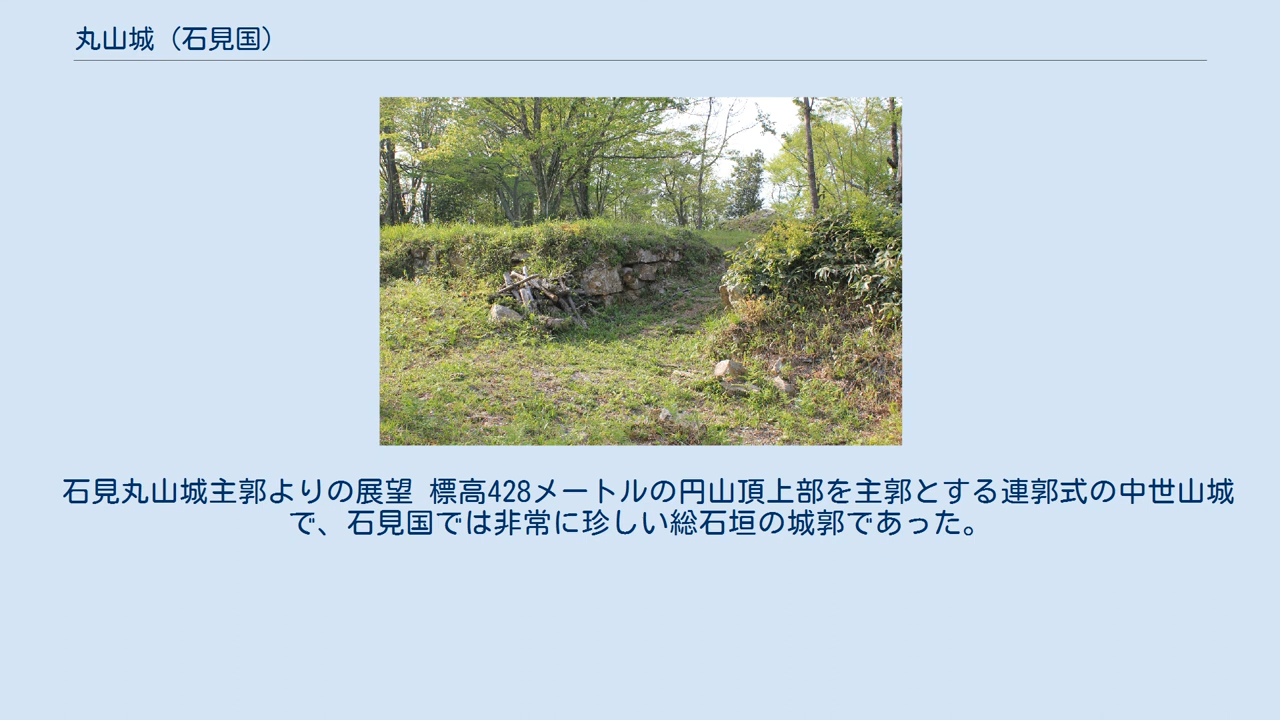 丸山城（石見国）
石見丸山城主郭よりの展望 標高428メートルの円山頂上部を主郭とする連郭式の中世山城
で、石見国では非常に珍しい総石垣の城郭であった。